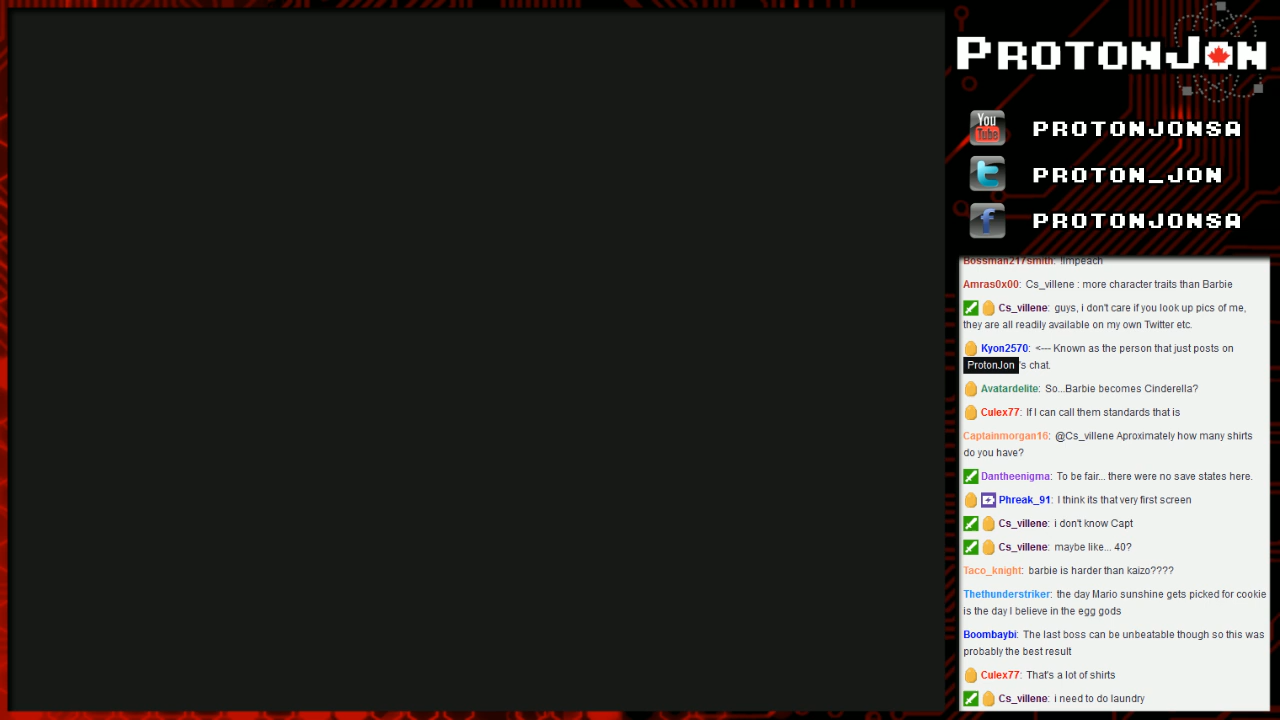 PROTONJON
You
Tube
PROTONJONSA
PROTON_JON
PROTONJONSA
Bossman217smith: !impeach
Amras0x00: Cs_villene : more character traits than Barbie
Cs_villene: guys, i don't care if you look up pics of me,
they are all readily available on my own Twitter etc.
Kyon2570: <--- Known as the person that just posts on
ProtonJon 's chat.
Avatardelite: So...Barbie becomes Cinderella?
Culex77: If I can call them standards that is
Captainmorgan16: @Cs_villene Aproximately how many shirts
do you have?
Dantheenigma: To be fair... there were no save states here.
Phreak_91: I think its that very first screen
Cs_villene: i don't know Capt
Cs_villene: maybe like... 40?
Taco_knight: barbie is harder than kaizo????
Thethunderstriker: the day Mario sunshine gets picked for cookie
is the day I believe in the egg gods
Boombaybi: The last boss can be unbeatable though so this was
probably the best result
Culex77: That's a lot of shirts
Cs_villene: i need to do laundry